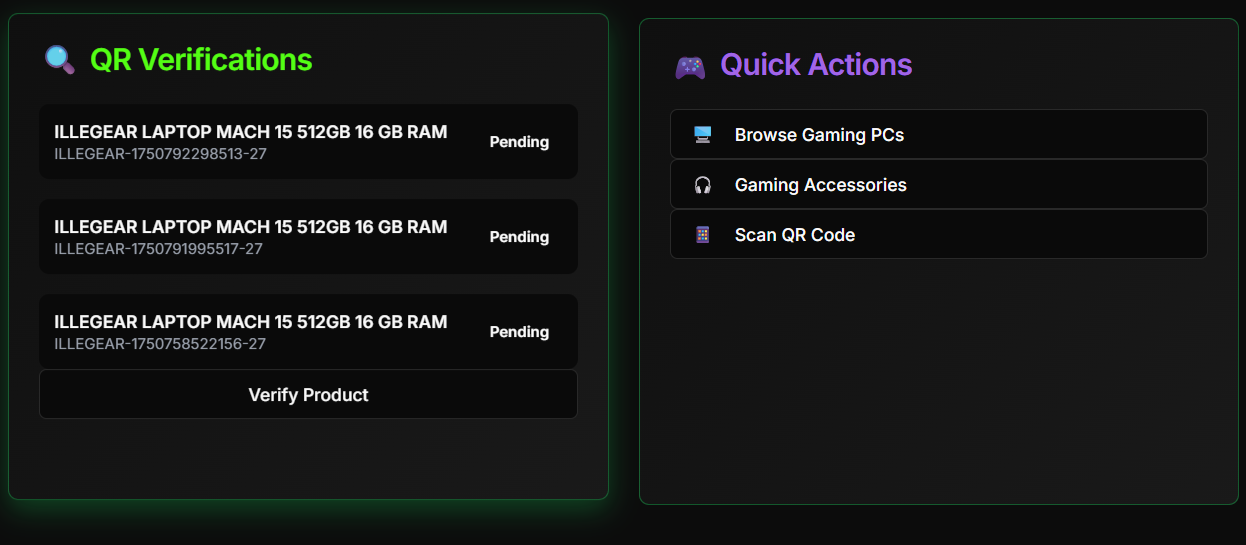 QR Verifications
ILLEGEAR LAPTOP MACH 15 512GB 16 GB RAM
ILLEGEAR-1750792298513-27
Pending
ILLEGEAR LAPTOP MACH 15 512GB 16 GB RAM
ILLEGEAR-1750791995517-27
Pending
ILLEGEAR LAPTOP MACH 15 512GB 16 GB RAM
ILLEGEAR-1750758522156-27
Pending
Verify Product
Quick Actions
Browse Gaming PCs
Gaming Accessories
Scan QR Code